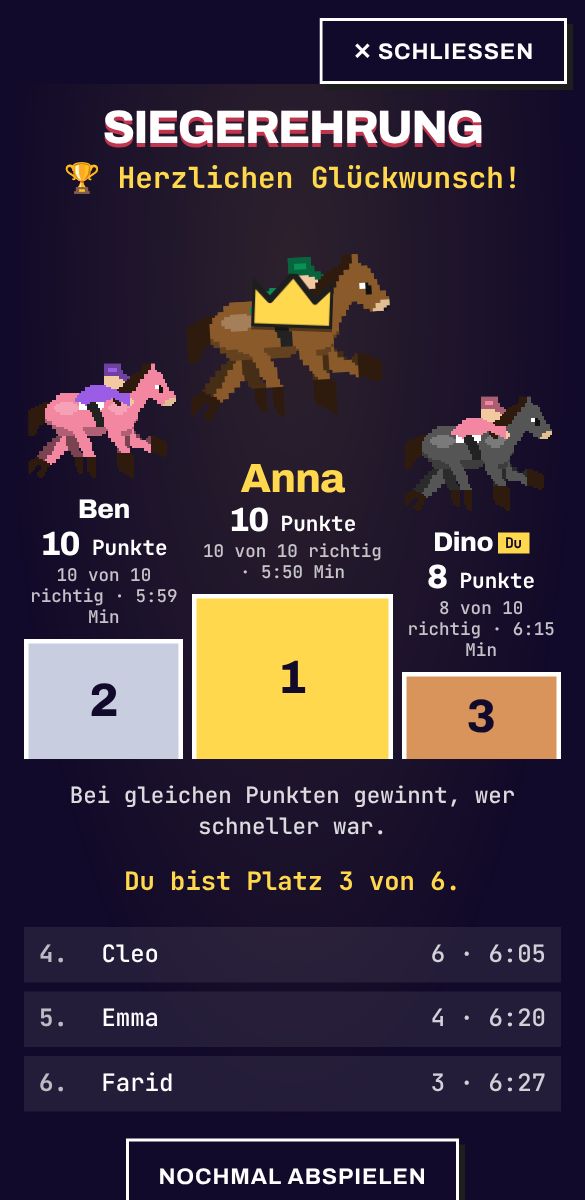 ✕ SCHLIESSEN
SIEGEREHRUNG
🏆 Herzlichen Glückwunsch!
Anna
10 Punkte
10 von 10 richtig
· 5:50 Min
1
Ben
10 Punkte
10 von 10
richtig · 5:59
Min
2
Dino Du
8 Punkte
8 von 10
richtig · 6:15
Min
3
Bei gleichen Punkten gewinnt, wer
schneller war.
Du bist Platz 3 von 6.
4. Cleo 6 · 6:05
5. Emma 4 · 6:20
6. Farid 3 · 6:27
NOCHMAL ABSPIELEN